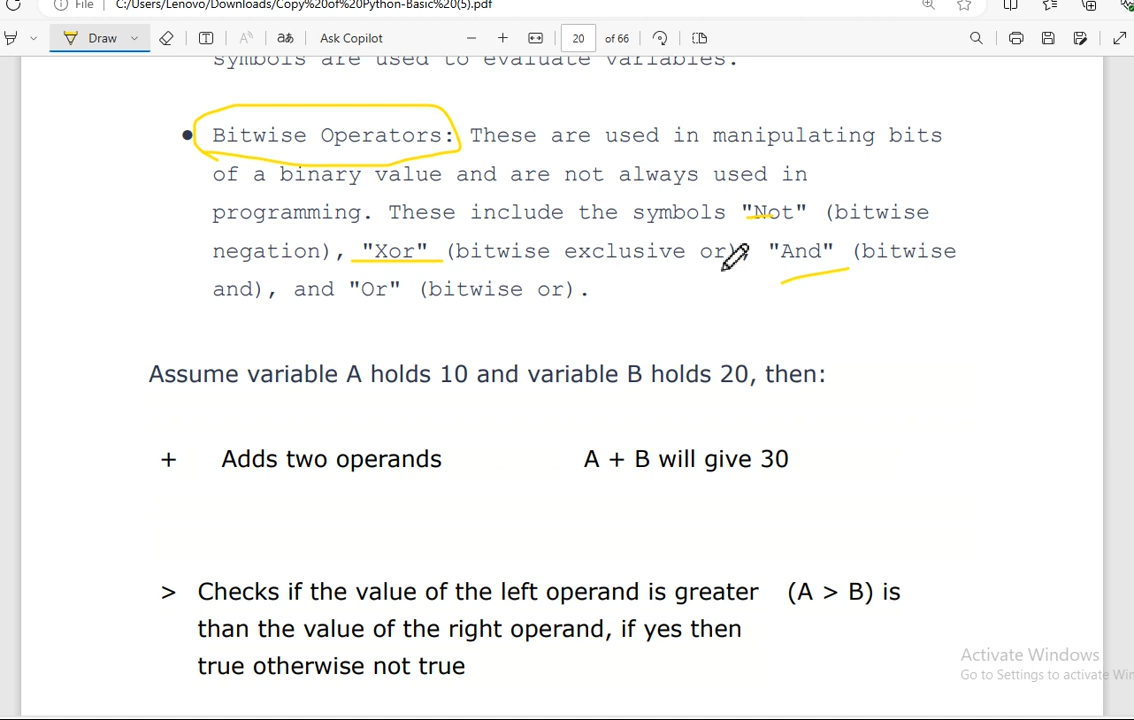 File C:/Users/Lenovo/Downloads/Copy%20of%20Python-Basic%20(5).pdf
Draw Ask Copilot 20 of 66
symbols are used to evaluate variables.
● Bitwise Operators: These are used in manipulating bits
of a binary value and are not always used in
programming. These include the symbols "Not" (bitwise
negation), "Xor" (bitwise exclusive or), "And" (bitwise
and), and "Or" (bitwise or).
Assume variable A holds 10 and variable B holds 20, then:
+ Adds two operands A + B will give 30
> Checks if the value of the left operand is greater (A > B) is
than the value of the right operand, if yes then
true otherwise not true
Activate Windows
Go to Settings to activate Win